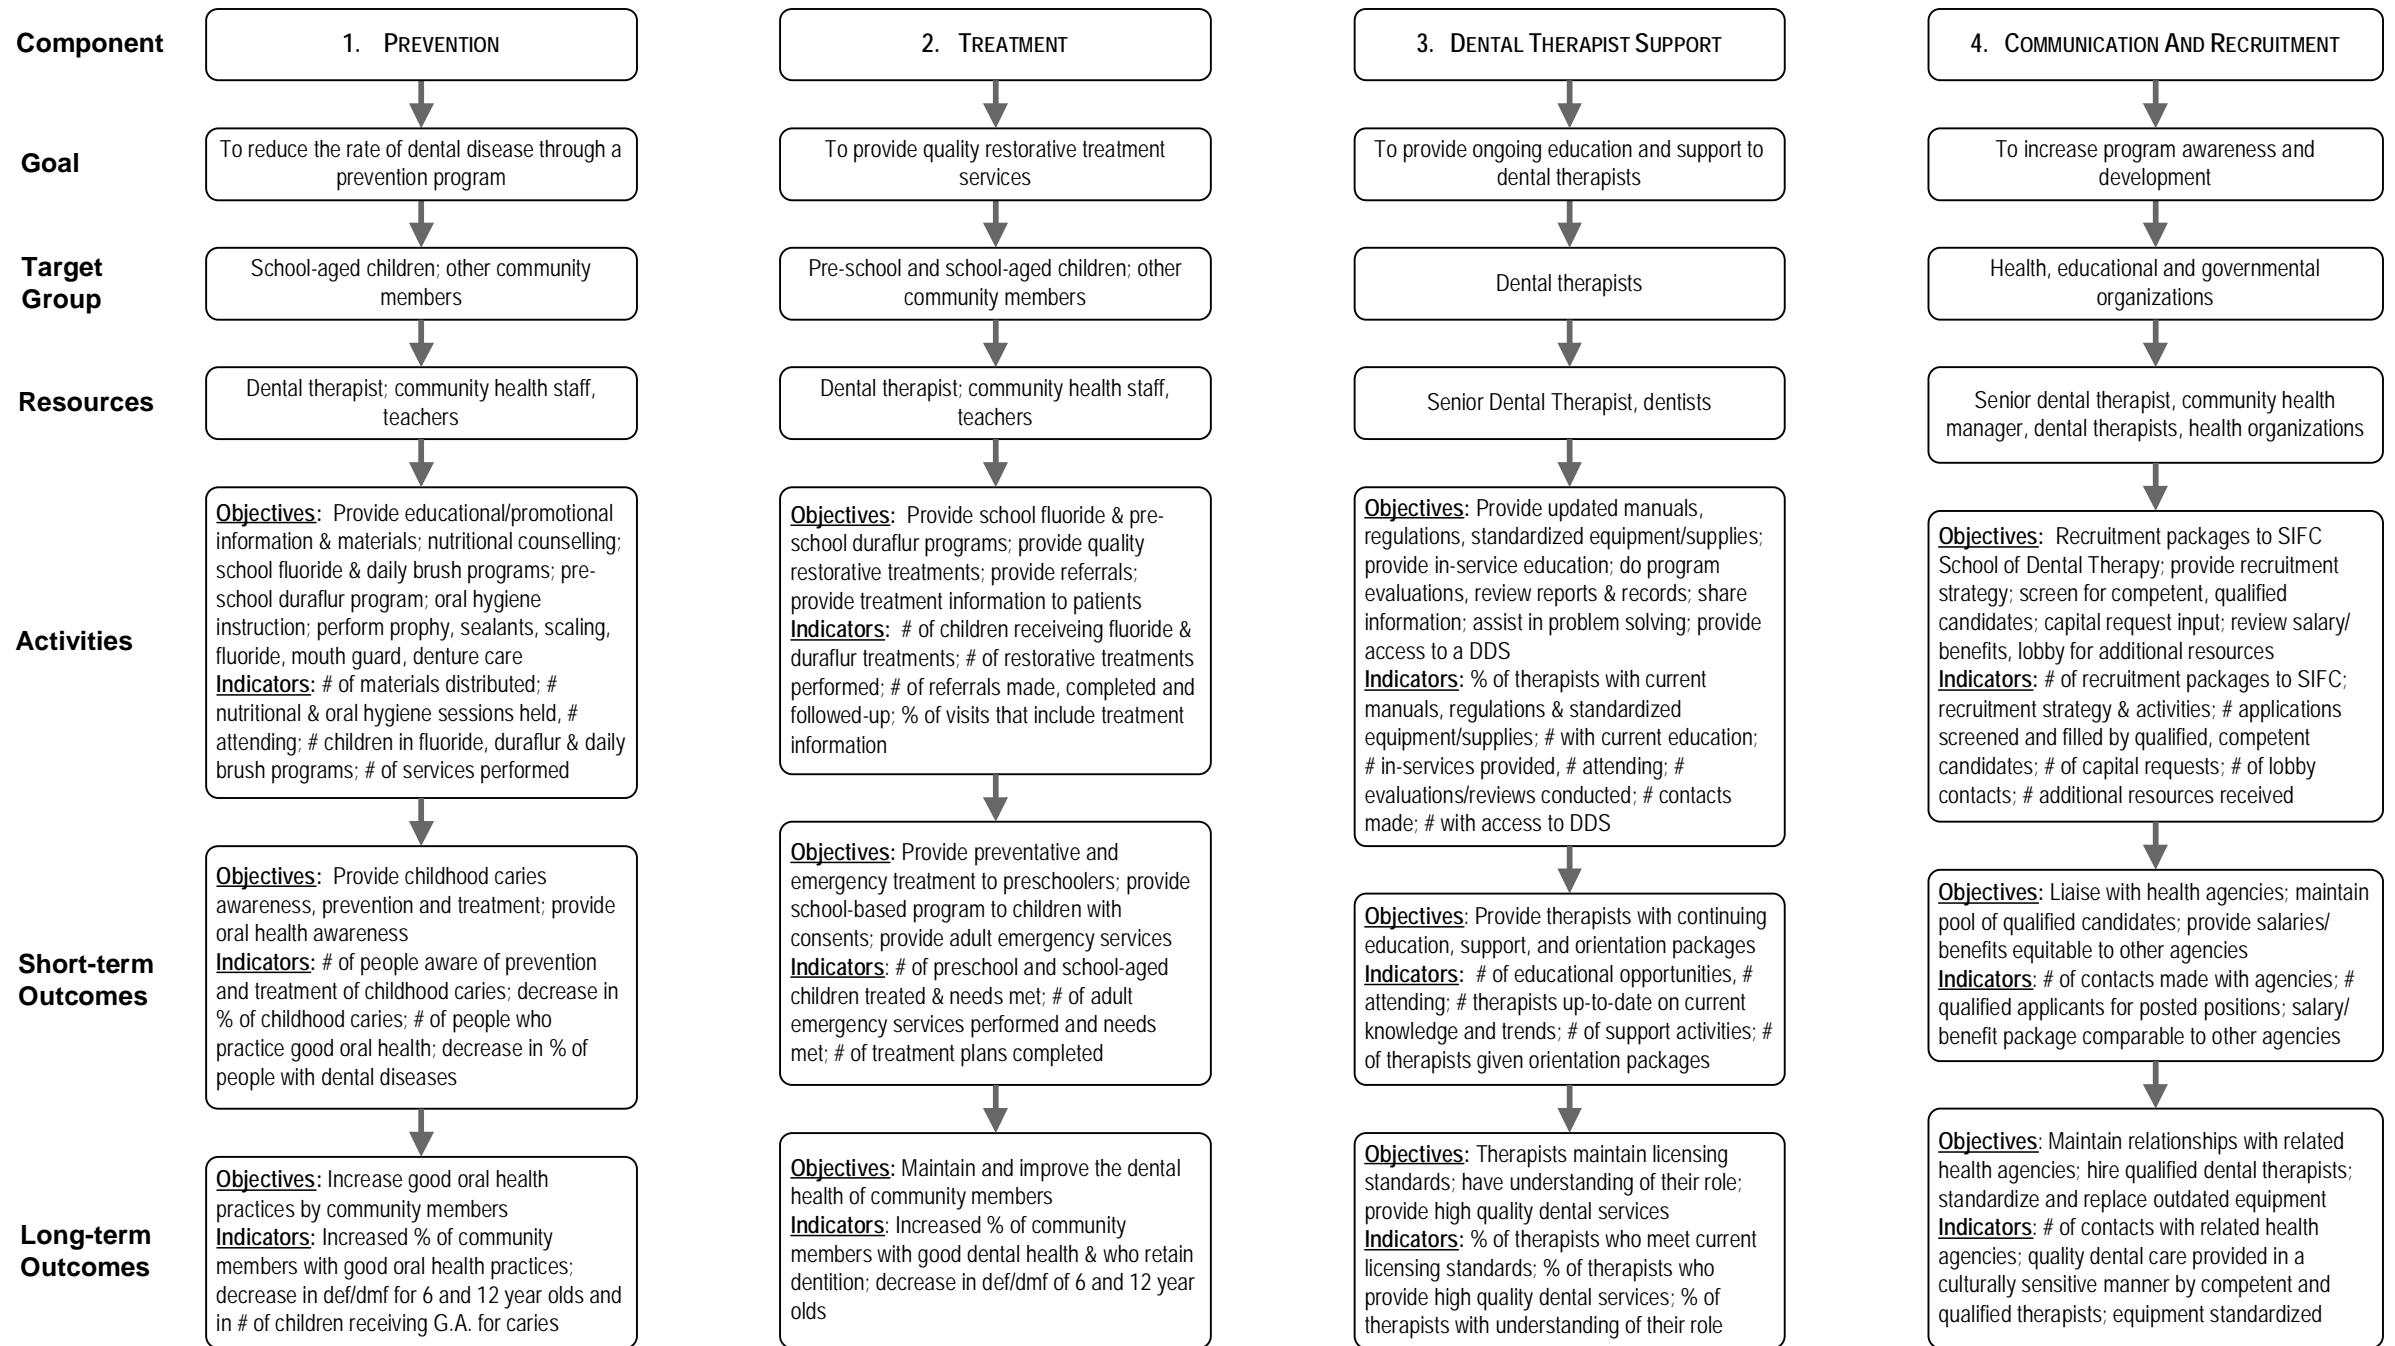 Component
1. PREVENTION
2. TREATMENT
3. DENTAL THERAPIST SUPPORT
4. COMMUNICATION AND RECRUITMENT
Goal
To reduce the rate of dental disease through a
prevention program
To provide quality restorative treatment
services
To provide ongoing education and support to
dental therapists
To increase program awareness and
development
Target
Group
School-aged children; other community
members
Pre-school and school-aged children; other
community members
Dental therapists
Health, educational and governmental
organizations
Resources
Dental therapist; community health staff,
teachers
Dental therapist; community health staff,
teachers
Senior Dental Therapist, dentists
Senior dental therapist, community health
manager, dental therapists, health organizations
Activities
Objectives: Provide educational/promotional
information & materials; nutritional counselling;
school fluoride & daily brush programs; pre-
school duraflur program; oral hygiene
instruction; perform prophy, sealants, scaling,
fluoride, mouth guard, denture care
Indicators: # of materials distributed; #
nutritional & oral hygiene sessions held, #
attending; # children in fluoride, duraflur & daily
brush programs; # of services performed
Objectives: Provide school fluoride & pre-
school duraflur programs; provide quality
restorative treatments; provide referrals;
provide treatment information to patients
Indicators: # of children receiveing fluoride &
duraflur treatments; # of restorative treatments
performed; # of referrals made, completed and
followed-up; % of visits that include treatment
information
Objectives: Provide updated manuals,
regulations, standardized equipment/supplies;
provide in-service education; do program
evaluations, review reports & records; share
information; assist in problem solving; provide
access to a DDS
Indicators: % of therapists with current
manuals, regulations & standardized
equipment/supplies; # with current education;
# in-services provided, # attending; #
evaluations/reviews conducted; # contacts
made; # with access to DDS
Objectives: Recruitment packages to SIFC
School of Dental Therapy; provide recruitment
strategy; screen for competent, qualified
candidates; capital request input; review salary/
benefits, lobby for additional resources
Indicators: # of recruitment packages to SIFC;
recruitment strategy & activities; # applications
screened and filled by qualified, competent
candidates; # of capital requests; # of lobby
contacts; # additional resources received
Short-term
Outcomes
Objectives: Provide childhood caries
awareness, prevention and treatment; provide
oral health awareness
Indicators: # of people aware of prevention
and treatment of childhood caries; decrease in
% of childhood caries; # of people who
practice good oral health; decrease in % of
people with dental diseases
Objectives: Provide preventative and
emergency treatment to preschoolers; provide
school-based program to children with
consents; provide adult emergency services
Indicators: # of preschool and school-aged
children treated & needs met; # of adult
emergency services performed and needs
met; # of treatment plans completed
Objectives: Provide therapists with continuing
education, support, and orientation packages
Indicators: # of educational opportunities, #
attending; # therapists up-to-date on current
knowledge and trends; # of support activities; #
of therapists given orientation packages
Objectives: Liaise with health agencies; maintain
pool of qualified candidates; provide salaries/
benefits equitable to other agencies
Indicators: # of contacts made with agencies; #
qualified applicants for posted positions; salary/
benefit package comparable to other agencies
Long-term
Outcomes
Objectives: Increase good oral health
practices by community members
Indicators: Increased % of community
members with good oral health practices;
decrease in def/dmf for 6 and 12 year olds and
in # of children receiving G.A. for caries
Objectives: Maintain and improve the dental
health of community members
Indicators: Increased % of community
members with good dental health & who retain
dentition; decrease in def/dmf of 6 and 12 year
olds
Objectives: Therapists maintain licensing
standards; have understanding of their role;
provide high quality dental services
Indicators: % of therapists who meet current
licensing standards; % of therapists who
provide high quality dental services; % of
therapists with understanding of their role
Objectives: Maintain relationships with related
health agencies; hire qualified dental therapists;
standardize and replace outdated equipment
Indicators: # of contacts with related health
agencies; quality dental care provided in a
culturally sensitive manner by competent and
qualified therapists; equipment standardized